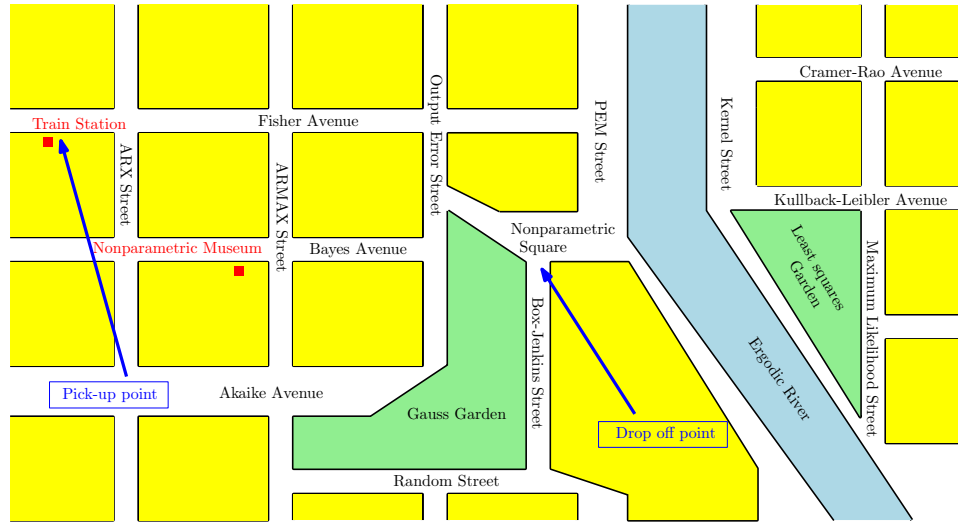 Cramer-Rao Avenue
Output Error Street
PEM Street
Kernel Street
Fisher Avenue
Train Station
ARX Street
ARMAX Street
Kullback-Leibler Avenue
Nonparametric
Square
Nonparametric Museum
Bayes Avenue
Least squares
Garden
Maximum Likelihood Street
Box-Jenkins Street
Ergodic River
Pick-up point
Akaike Avenue
Gauss Garden
Drop off point
Random Street